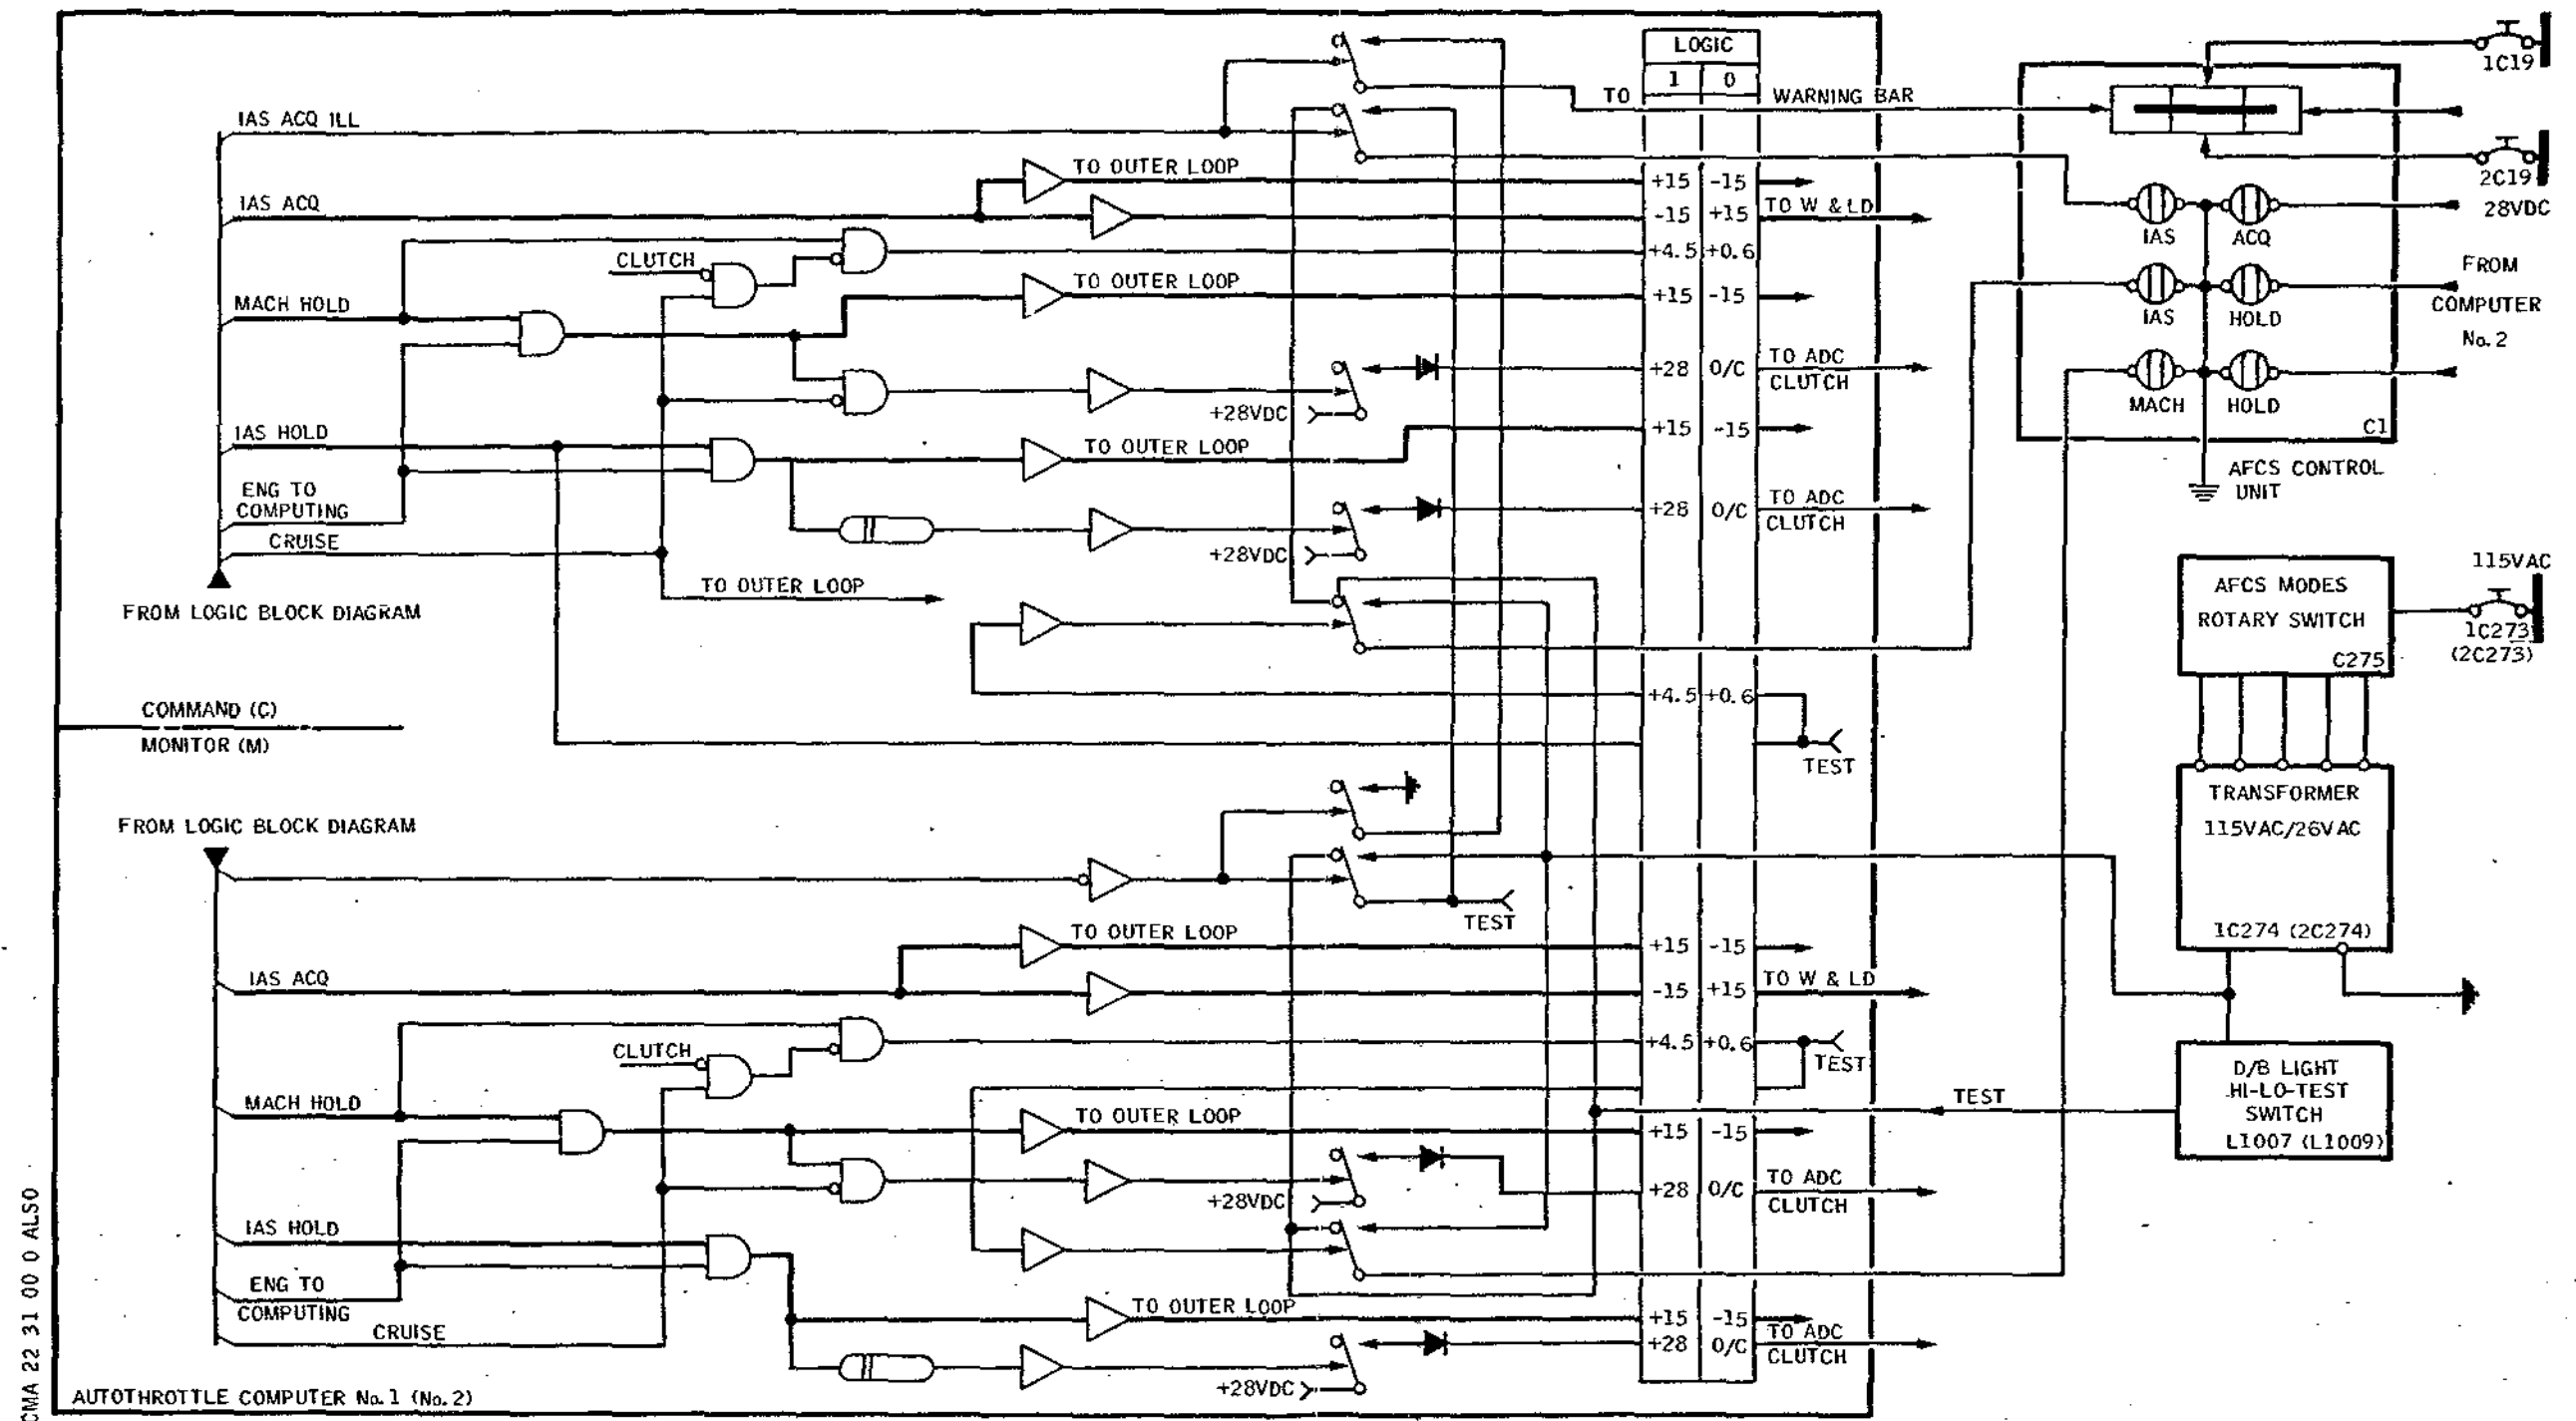 LOGIC
1 0
1C19
TO WARNING BAR
IAS ACQ ILL
TO OUTER LOOP
+15 -15
2C19
IAS ACQ
-15 +15 TO W & LD
28VDC
IAS ACQ
+4.5 +0.6
CLUTCH
FROM
COMPUTER
No.2
TO OUTER LOOP
+15 -15
MACH HOLD
IAS HOLD
+28 O/C TO ADC
CLUTCH
+28VDC
MACH HOLD
C1
IAS HOLD
+15 -15
TO OUTER LOOP
AFCS CONTROL
UNIT
ENG TO
COMPUTING
+28 O/C TO ADC
CLUTCH
CRUISE
+28VDC
115VAC
AFCS MODES
ROTARY SWITCH
C275
1C273
(2C273)
TO OUTER LOOP
FROM LOGIC BLOCK DIAGRAM
+4.5 +0.6
COMMAND (C)
MONITOR (M)
TEST
TRANSFORMER
115VAC/26VAC
1C274 (2C274)
FROM LOGIC BLOCK DIAGRAM
TEST
TO OUTER LOOP
+15 -15
IAS ACQ
-15 +15 TO W & LD
+4.5 +0.6
TEST
CLUTCH
D/B LIGHT
HI-LO-TEST
SWITCH
L1007 (L1009)
TEST
MACH HOLD
TO OUTER LOOP
+15 -15
+28 O/C TO ADC
CLUTCH
+28VDC
IAS HOLD
ENG TO
COMPUTING
TO OUTER LOOP
+15 -15
CRUISE
+28 O/C TO ADC
CLUTCH
+28VDC
AUTOTHROTTLE COMPUTER No.1 (No.2)
CMA 22 31 00 0 ALSO